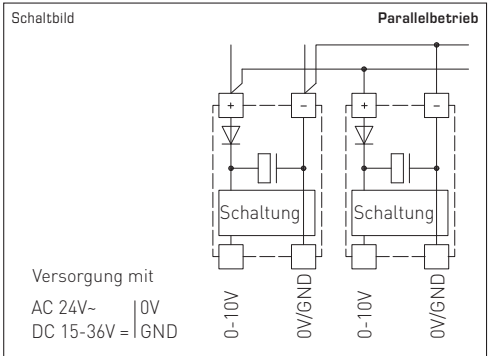 Schaltbild
Parallelbetrieb
+ − + −
Schaltung Schaltung
Versorgung mit
AC 24V~ 0V
DC 15-36V = GND
0-10V
0V/GND
0-10V
0V/GND